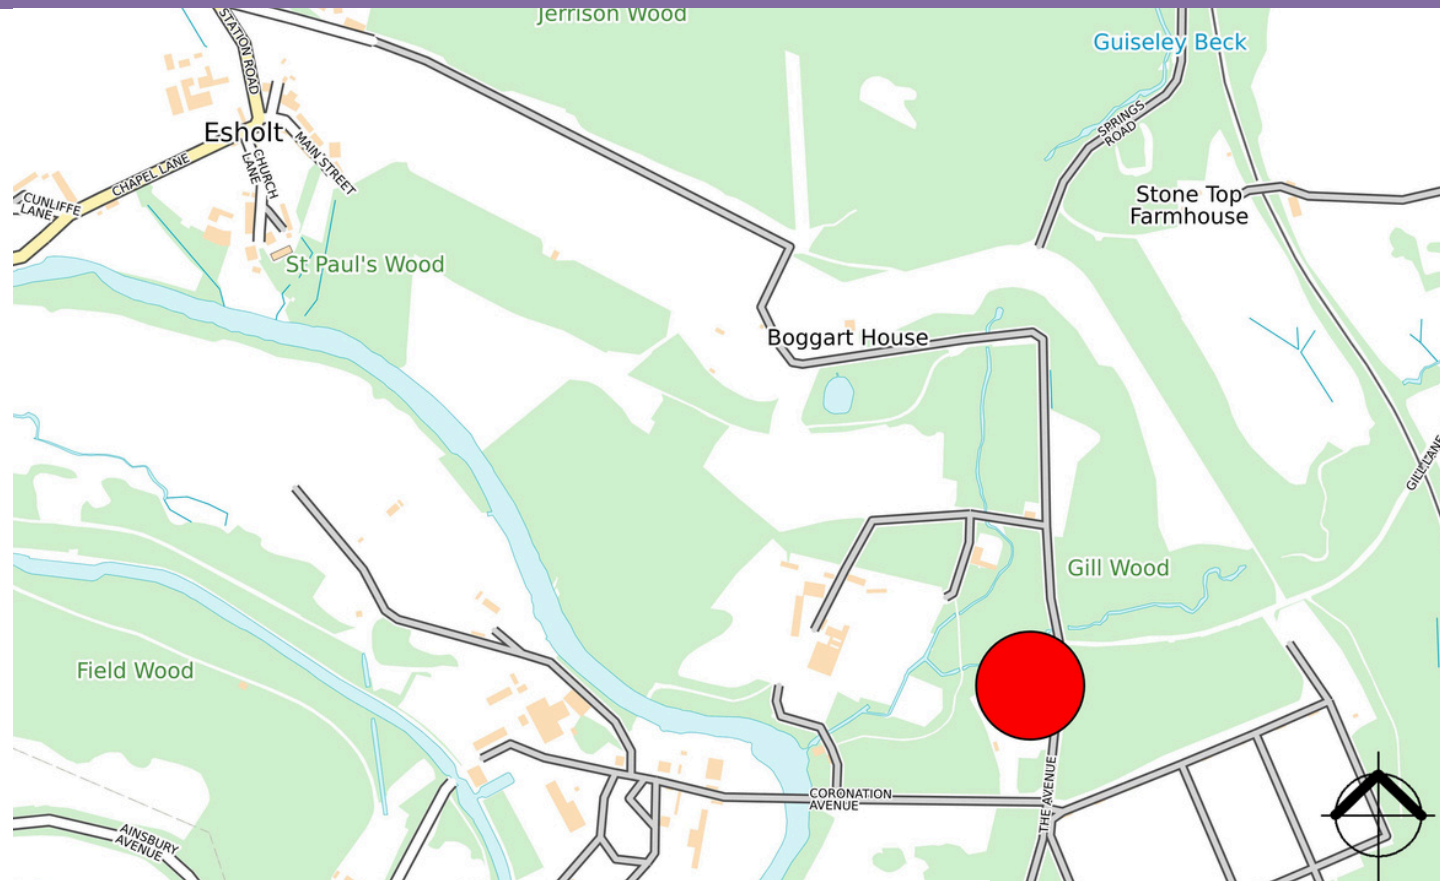 Jerrison Wood
STATION ROAD
Guiseley Beck
SPRINGS
ROAD
Esholt
MAIN STREET
CHURCH
LANE
CHAPEL LANE
CUNLIFFE
LANE
Stone Top
Farmhouse
St Paul's Wood
Boggart House
GILL LANE
Gill Wood
Field Wood
CORONATION
AVENUE
THE AVENUE
AINSBURY
AVENUE